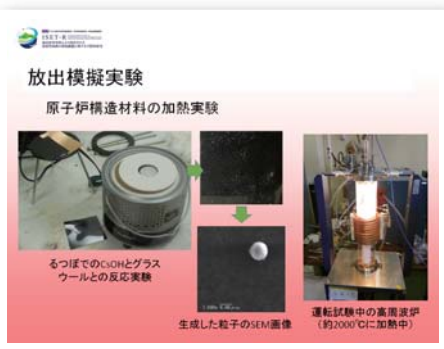 ISET-R
放出模擬実験
原子炉構造材料の加熱実験
るつぼでのCsOHとグラス
ウールとの反応実験
生成した粒子のSEM画像
運転試験中の高周波炉
(約2000℃に加熱中)